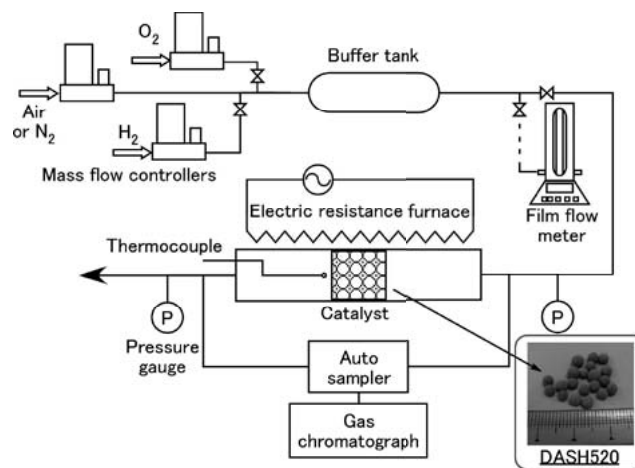 O2
Buffer tank
Air
or N2
H2
Mass flow controllers
Film flow
meter
Electric resistance furnace
Thermocouple
Catalyst
P
P
Pressure
gauge
Auto
sampler
Gas
chromatograph
DASH520